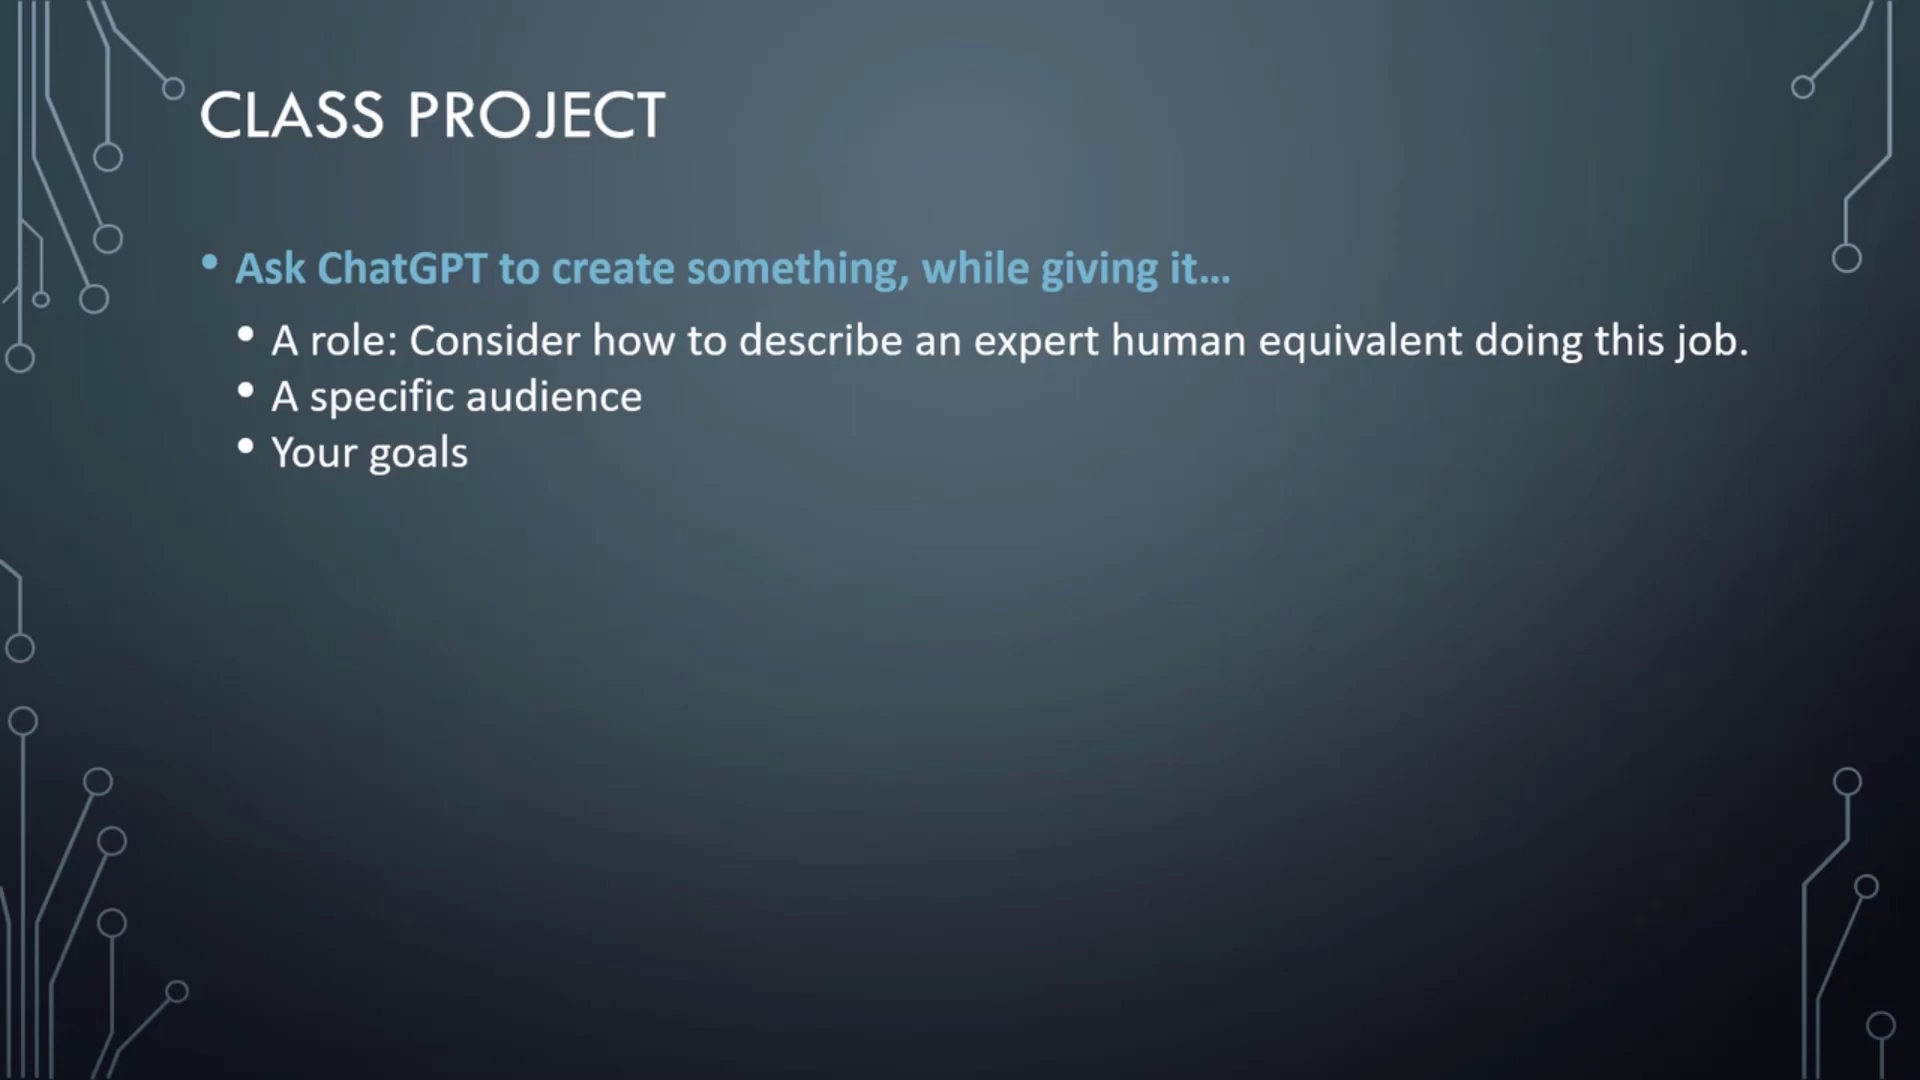 CLASS PROJECT
• Ask ChatGPT to create something, while giving it...
• A role: Consider how to describe an expert human equivalent doing this job.
• A specific audience
• Your goals